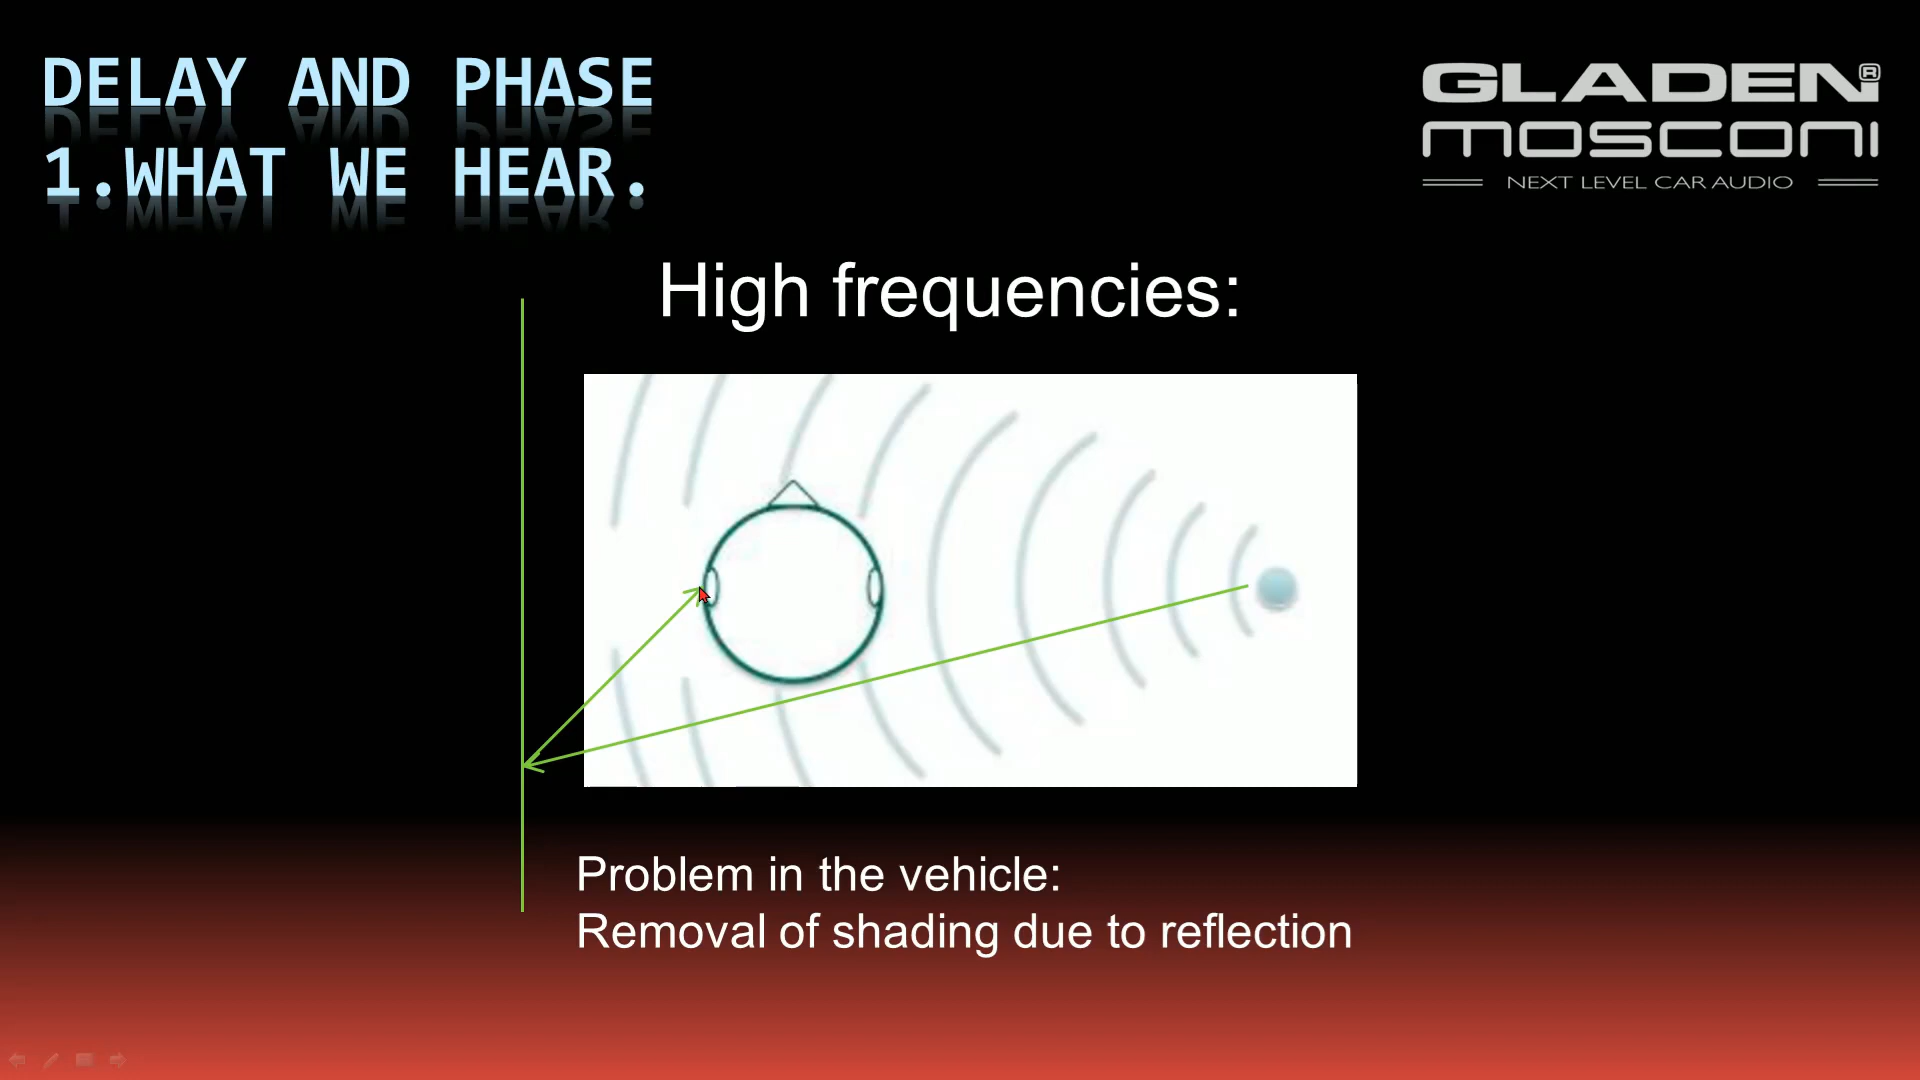 DELAY AND PHASE
1.WHAT WE HEAR.
GLADEN®
MOSCONI
NEXT LEVEL CAR AUDIO
High frequencies:
Problem in the vehicle:
Removal of shading due to reflection